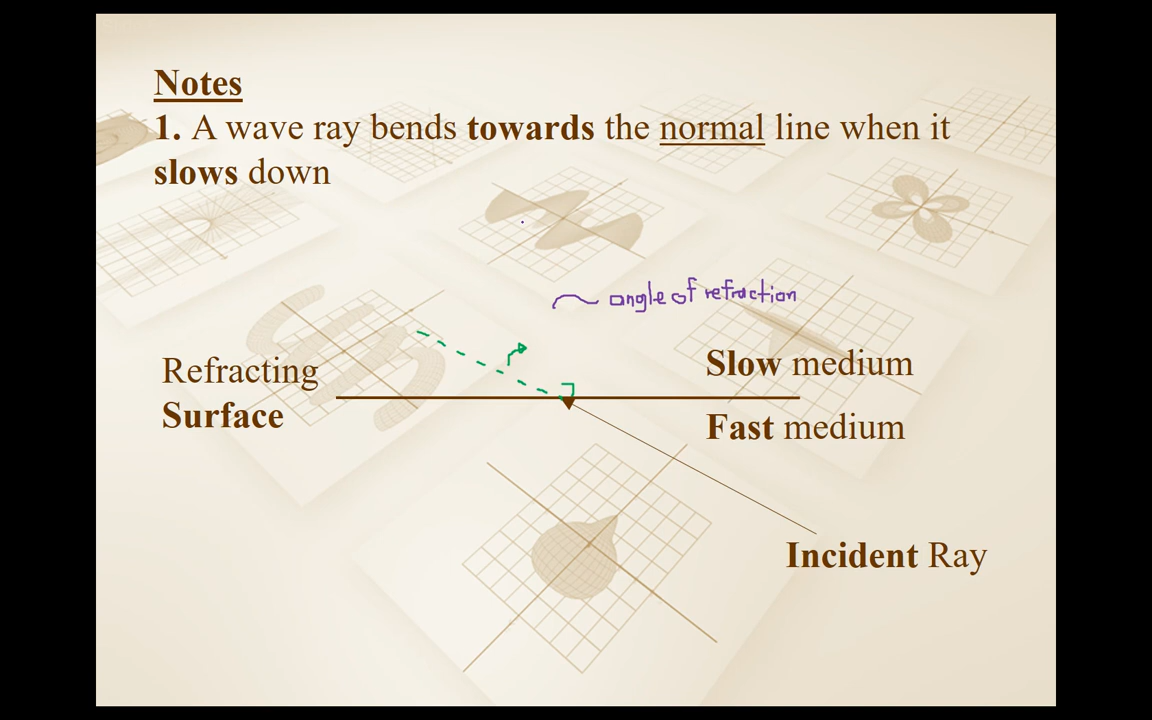 Notes
1. A wave ray bends towards the normal line when it
slows down
angle of refraction
Refracting
Surface
Slow medium
Fast medium
Incident Ray